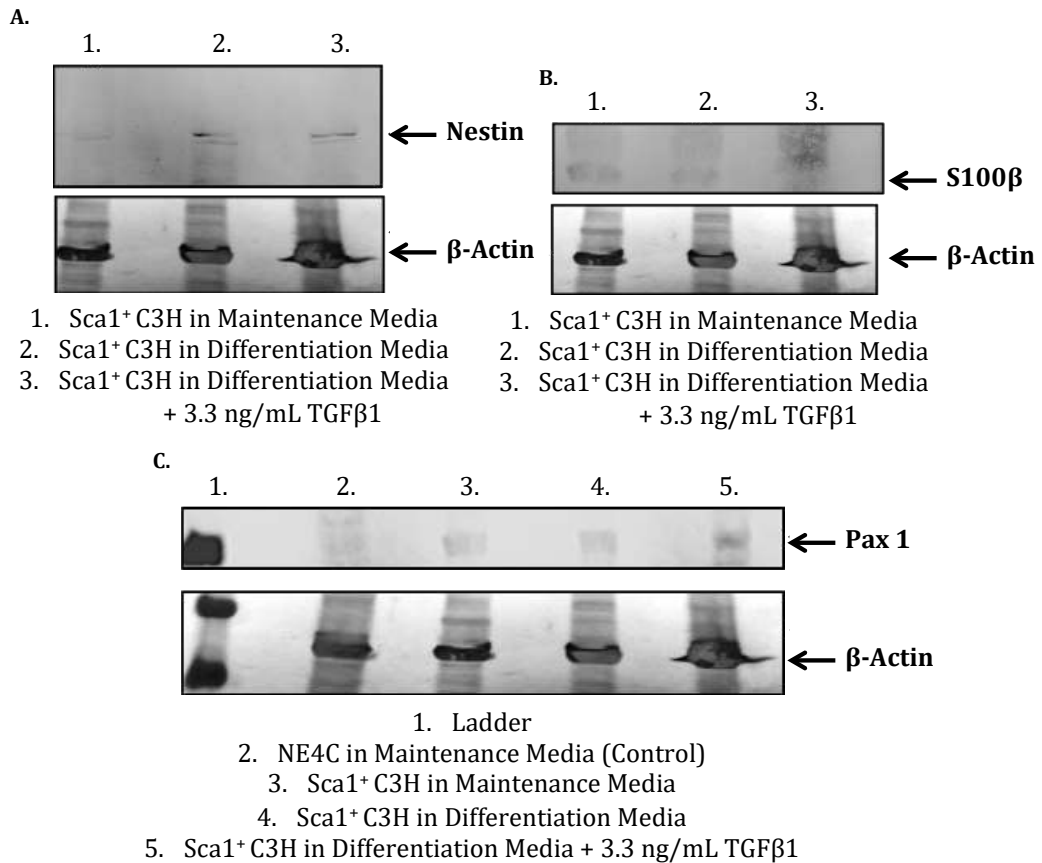 A.
1. 2. 3.
Nestin
β-Actin
1. Sca1⁺ C3H in Maintenance Media
2. Sca1⁺ C3H in Differentiation Media
3. Sca1⁺ C3H in Differentiation Media
+ 3.3 ng/mL TGFβ1
B.
1. 2. 3.
S100β
β-Actin
1. Sca1⁺ C3H in Maintenance Media
2. Sca1⁺ C3H in Differentiation Media
3. Sca1⁺ C3H in Differentiation Media
+ 3.3 ng/mL TGFβ1
C.
1. 2. 3. 4. 5.
Pax 1
β-Actin
1. Ladder
2. NE4C in Maintenance Media (Control)
3. Sca1⁺ C3H in Maintenance Media
4. Sca1⁺ C3H in Differentiation Media
5. Sca1⁺ C3H in Differentiation Media + 3.3 ng/mL TGFβ1